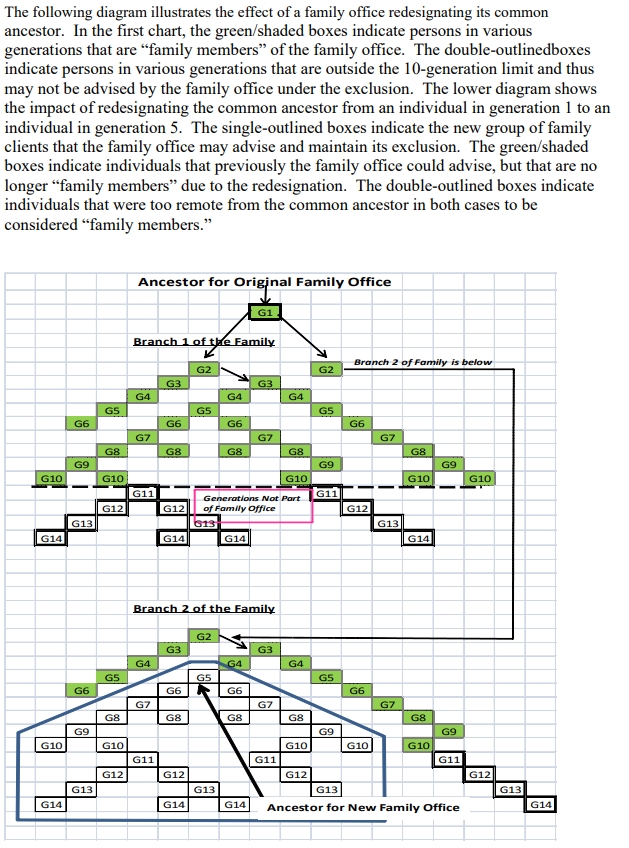 The following diagram illustrates the effect of a family office redesignating its common
ancestor.  In the first chart, the green/shaded boxes indicate persons in various
generations that are “family members” of the family office.  The double-outlinedboxes
indicate persons in various generations that are outside the 10-generation limit and thus
may not be advised by the family office under the exclusion.  The lower diagram shows
the impact of redesignating the common ancestor from an individual in generation 1 to an
individual in generation 5.  The single-outlined boxes indicate the new group of family
clients that the family office may advise and maintain its exclusion.  The green/shaded
boxes indicate individuals that previously the family office could advise, but that are no
longer “family members” due to the redesignation.  The double-outlined boxes indicate
individuals that were too remote from the common ancestor in both cases to be
considered “family members.”
Ancestor for Original Family Office
G1
Branch 1 of the Family
Branch 2 of Family is below
G2 G2
G3 G3
G4 G4 G4
G5 G5 G5
G6 G6 G6 G6
G7 G7 G7
G8 G8 G8 G8 G8
G9 G9 G9
G10 G10 G10 G10 G10
G11 G11
Generations Not Part
of Family Office
G12 G12 G12
G13 G13 G13
G14 G14 G14 G14
Branch 2 of the Family
G2
G3 G3
G4 G4 G4
G5 G5 G5
G6 G6 G6 G6
G7 G7 G7
G8 G8 G8 G8 G8
G9 G9 G9
G10 G10 G10 G10 G10
G11 G11 G11
G12 G12 G12 G12
G13 G13 G13 G13
G14 G14 G14 Ancestor for New Family Office G14